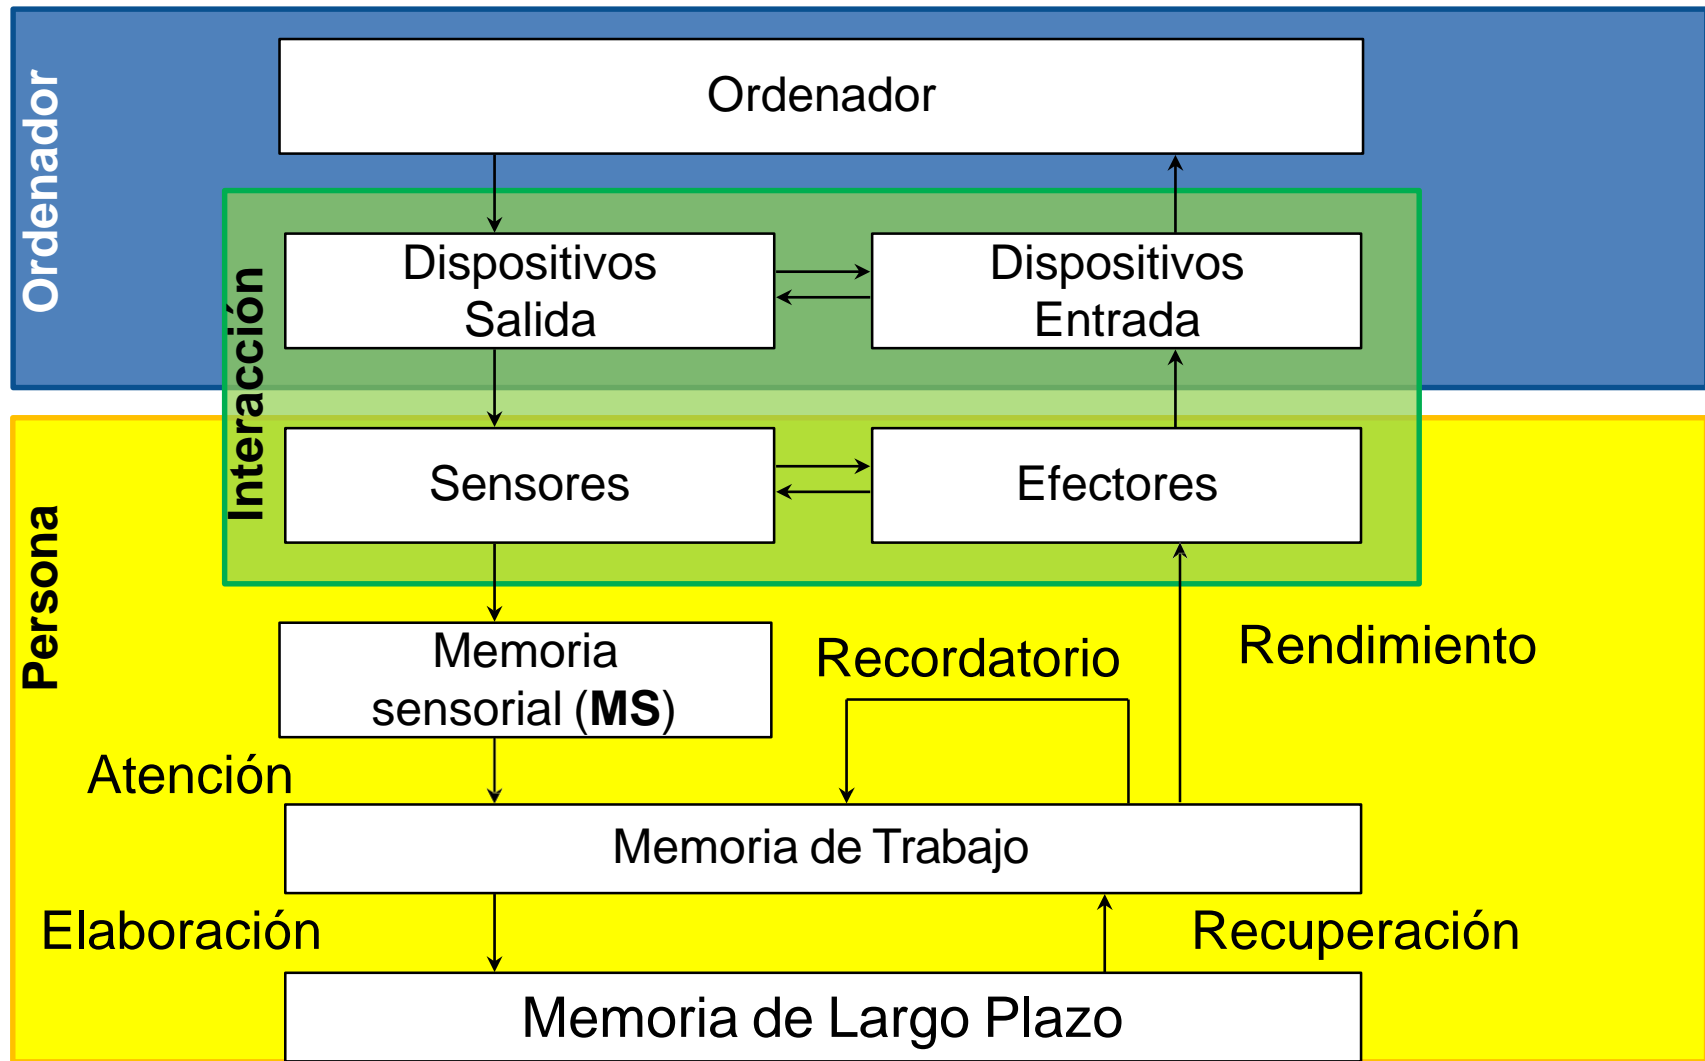 Ordenador
Ordenador
Interacción
Dispositivos
Salida
Dispositivos
Entrada
Sensores
Efectores
Persona
Memoria
sensorial (MS)
Recordatorio
Rendimiento
Atención
Memoria de Trabajo
Elaboración
Recuperación
Memoria de Largo Plazo